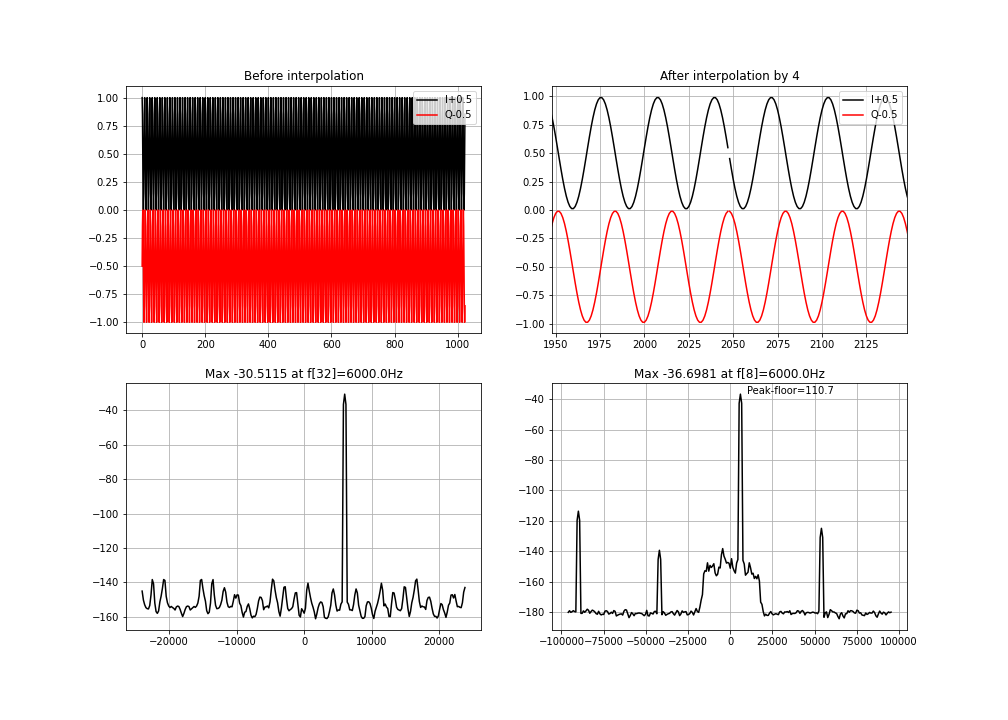 Before interpolation
1.00
0.75
0.50
0.25
0.00
−0.25
−0.50
−0.75
−1.00
0 200 400 600 800 1000
I+0.5
Q-0.5
After interpolation by 4
1.00
0.75
0.50
0.25
0.00
−0.25
−0.50
−0.75
−1.00
1950 1975 2000 2025 2050 2075 2100 2125
I+0.5
Q-0.5
Max -30.5115 at f[32]=6000.0Hz
−40
−60
−80
−100
−120
−140
−160
−20000 −10000 0 10000 20000
Max -36.6981 at f[8]=6000.0Hz
Peak-floor=110.7
−40
−60
−80
−100
−120
−140
−160
−180
−100000 −75000 −50000 −25000 0 25000 50000 75000 100000